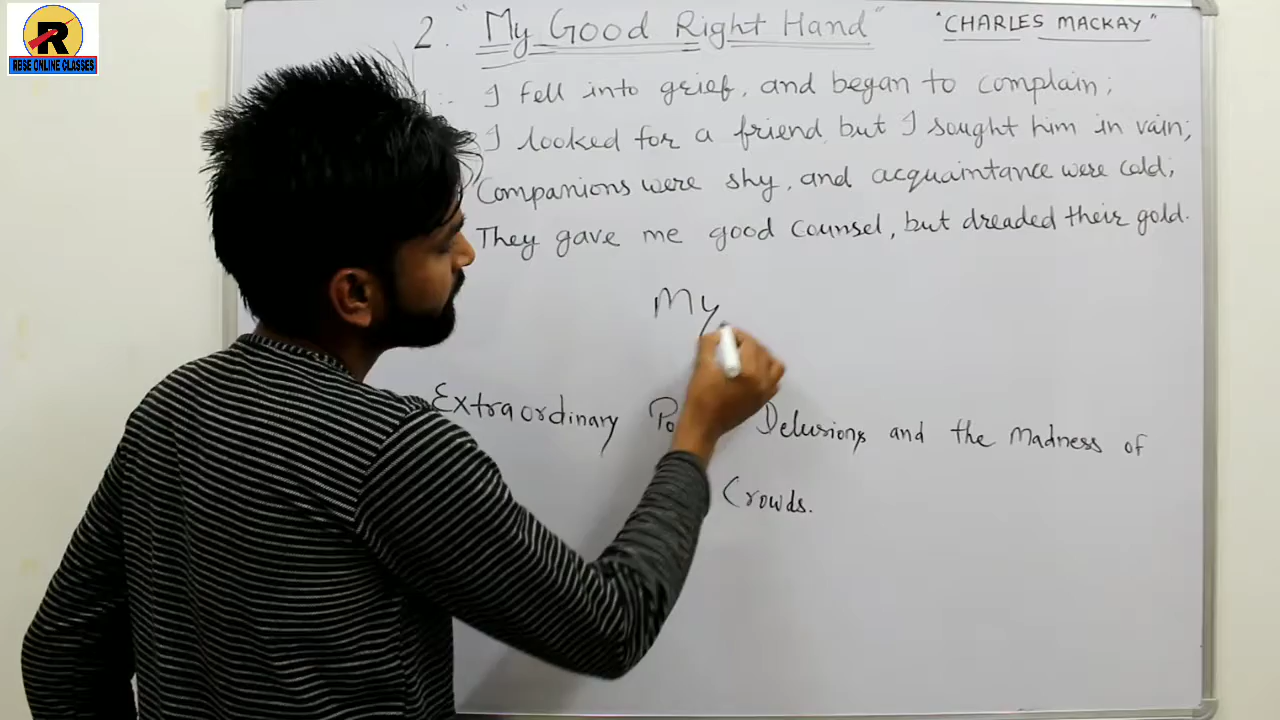 R
RBSE ONLINE CLASSES
2. "My Good Right Hand" "CHARLES MACKAY"
I fell into grief, and began to complain;
I looked for a friend but I sought him in vain;
Companions were shy, and acquaintance were cold;
They gave me good counsel, but dreaded their gold.
My
Extraordinary Delusions and the Madness of
Crowds.